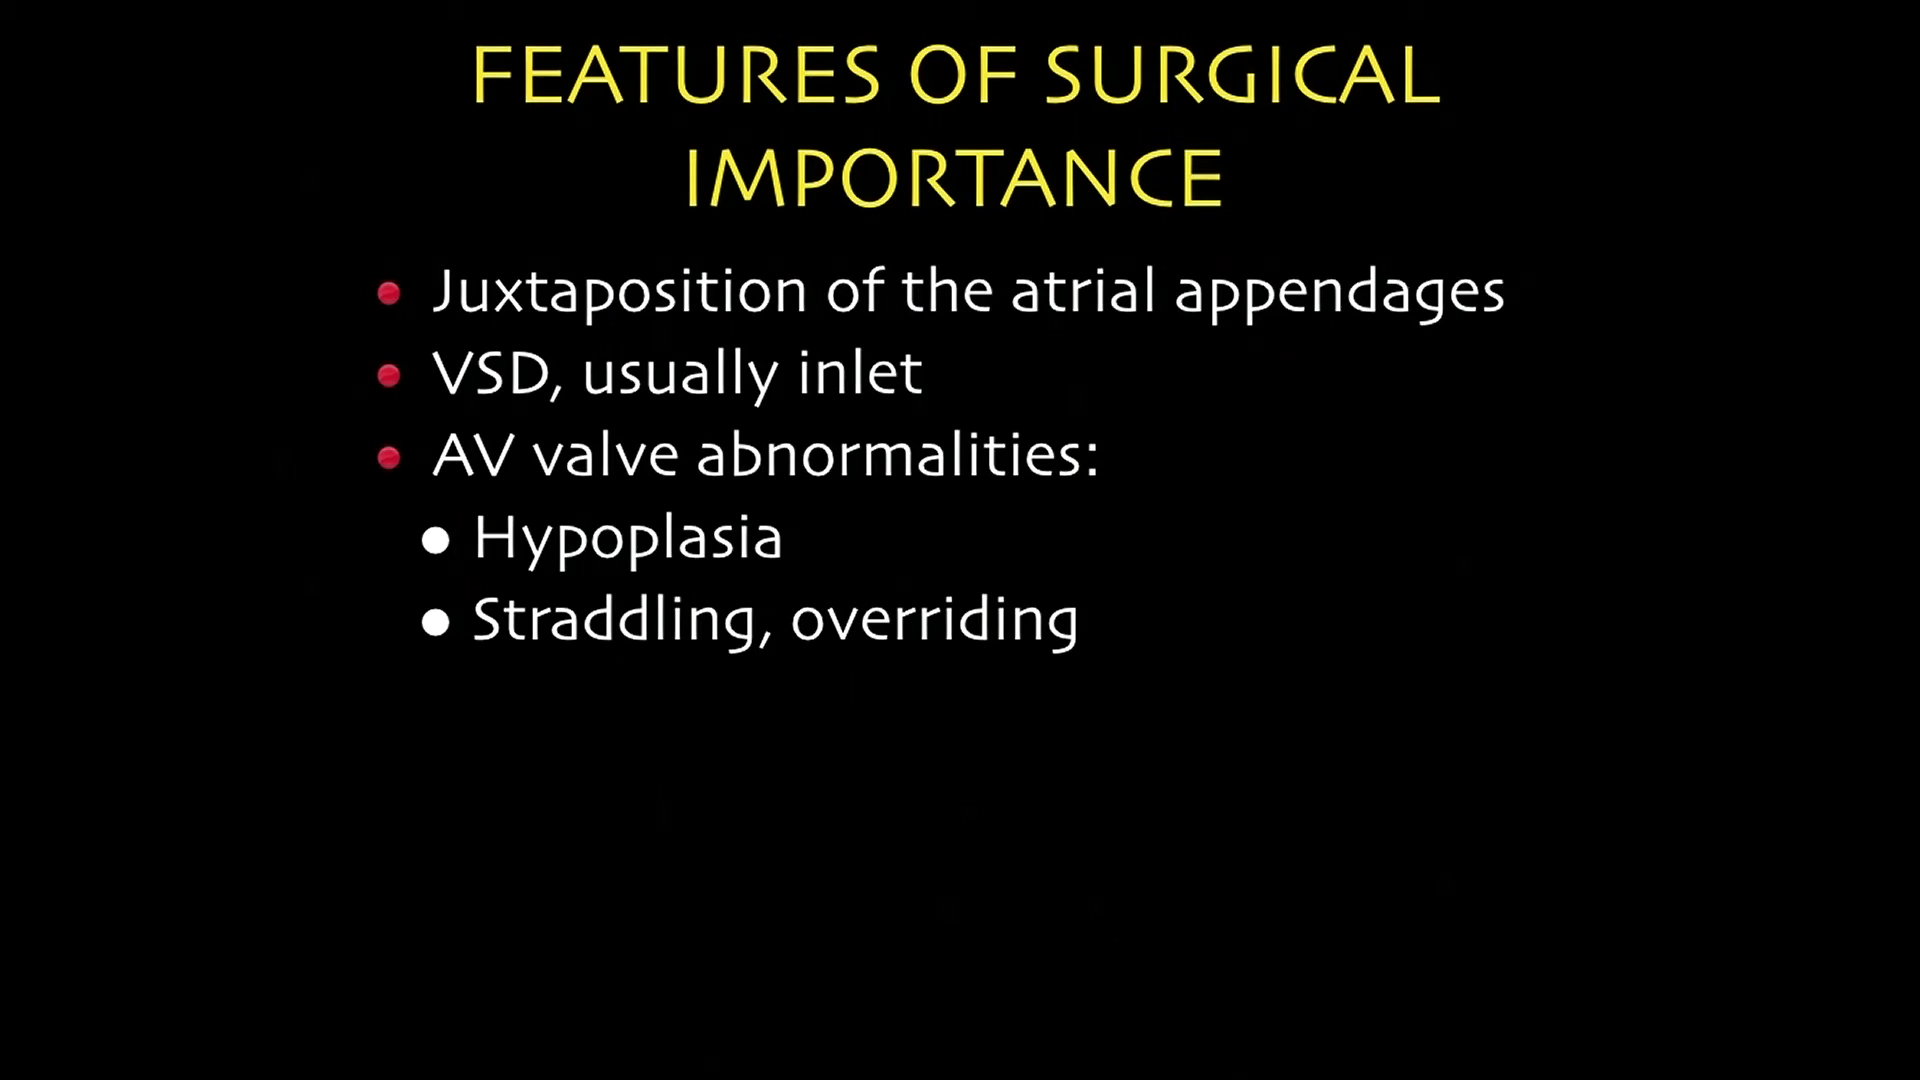 FEATURES OF SURGICAL
IMPORTANCE
• Juxtaposition of the atrial appendages
• VSD, usually inlet
• AV valve abnormalities:
• Hypoplasia
• Straddling, overriding